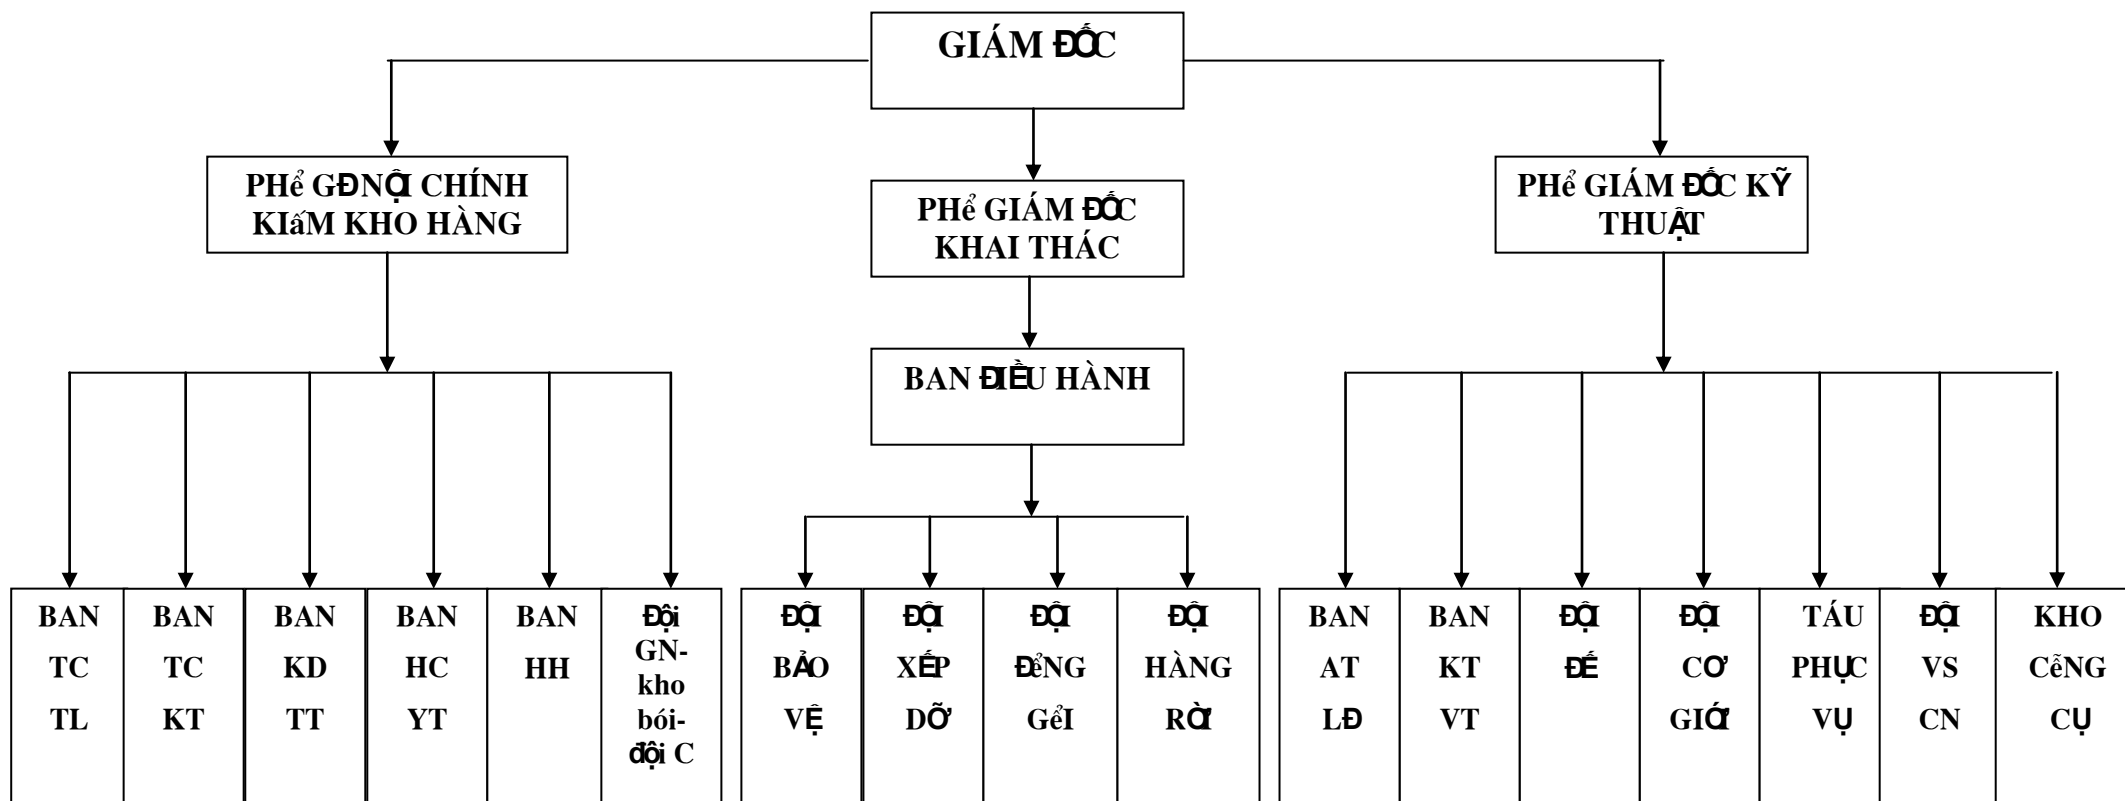 GIÁM ĐỐC
PHể GĐ NỘI CHÍNH
KIấM KHO HÀNG
PHể GIÁM ĐỐC
KHAI THÁC
PHể GIÁM ĐỐC KỸ
THUẬT
BAN ĐIỀU HÀNH
BAN
TC
TL
BAN
TC
KT
BAN
KD
TT
BAN
HC
YT
BAN
HH
Đội
GN-
kho
bói-
đội C
ĐỘI
BẢO
VỆ
ĐỘI
XẾP
DỠ
ĐỘI
ĐểNG
GểI
ĐỘI
HÀNG
RỜI
BAN
AT
LĐ
BAN
KT
VT
ĐỘI
ĐẾ
ĐỘI
CƠ
GIỚI
TÁU
PHỤC
VỤ
ĐỘI
VS
CN
KHO
CễNG
CỤ